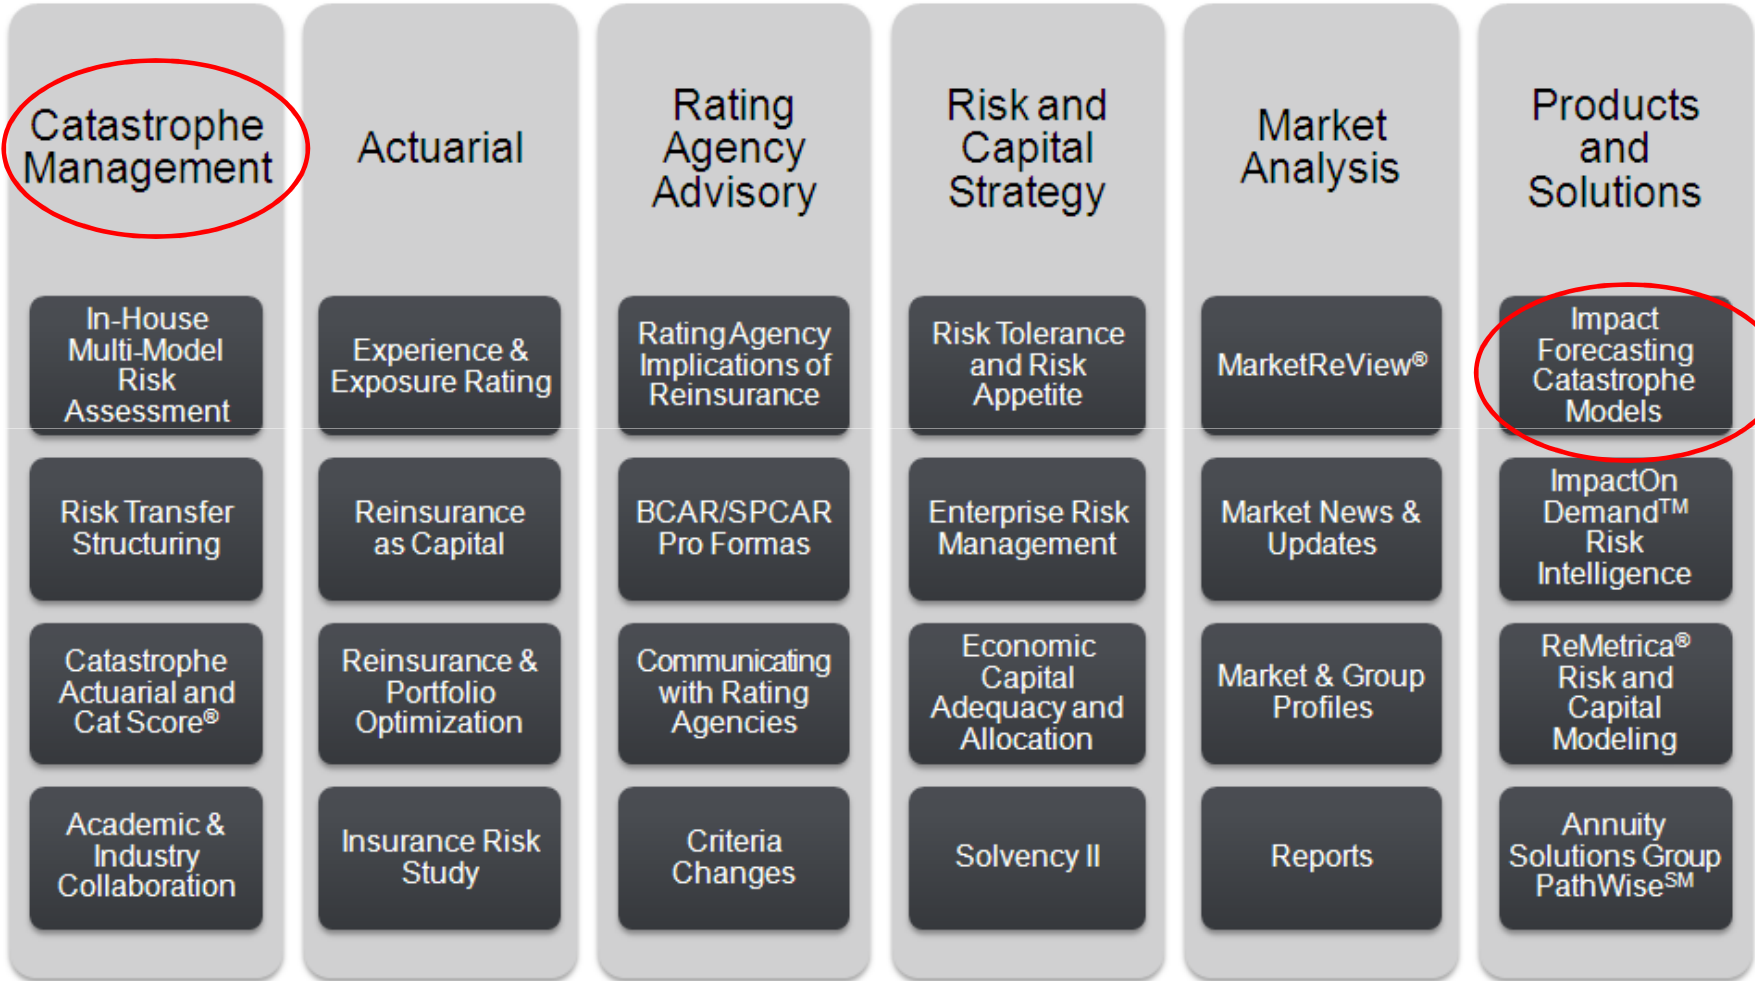 Catastrophe
Management
In-House
Multi-Model
Risk
Assessment
Risk Transfer
Structuring
Catastrophe
Actuarial and
Cat Score®
Academic &
Industry
Collaboration
Actuarial
Experience &
Exposure Rating
Reinsurance
as Capital
Reinsurance &
Portfolio
Optimization
Insurance Risk
Study
Rating
Agency
Advisory
Rating Agency
Implications of
Reinsurance
BCAR/SPCAR
Pro Formas
Communicating
with Rating
Agencies
Criteria
Changes
Risk and
Capital
Strategy
Risk Tolerance
and Risk
Appetite
Enterprise Risk
Management
Economic
Capital
Adequacy and
Allocation
Solvency II
Market
Analysis
MarketReView®
Market News &
Updates
Market & Group
Profiles
Reports
Products
and
Solutions
Impact
Forecasting
Catastrophe
Models
ImpactOn
Demand™
Risk
Intelligence
ReMetrica®
Risk and
Capital
Modeling
Annuity
Solutions Group
PathWise℠